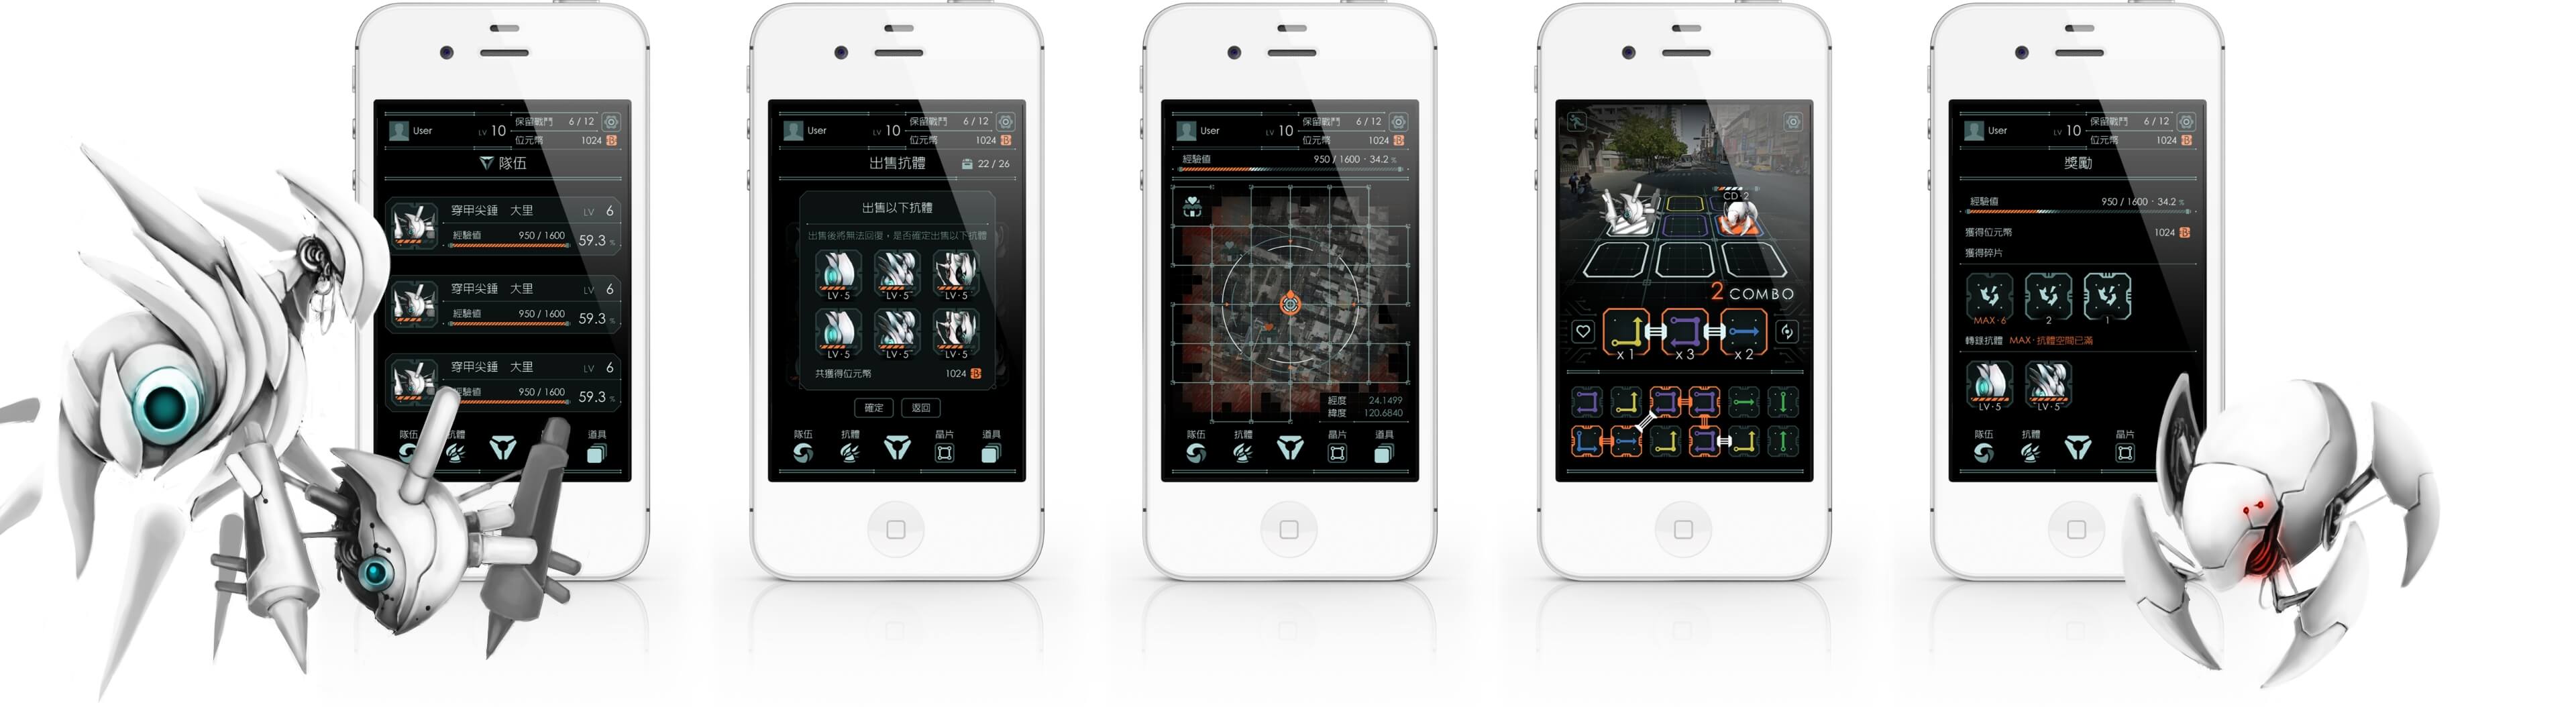 User
LV 10
保留戰鬥 6 / 12
位元幣 1024 B
隊伍
穿甲尖錘 大里 LV 6
經驗值 950 / 1600 59.3 %
穿甲尖錘 大里 LV 6
經驗值 950 / 1600 59.3 %
穿甲尖錘 大里 LV 6
經驗值 950 / 1600 59.3 %
隊伍
抗體
道具
User
LV 10
保留戰鬥 6 / 12
位元幣 1024 B
出售抗體 22 / 26
出售以下抗體
出售後將無法回復，是否確定出售以下抗體
LV·5 LV·5 LV·5
LV·5 LV·5 LV·5
共獲得位元幣 1024 B
確定 返回
隊伍 抗體 晶片 道具
User
LV 10
保留戰鬥 6 / 12
位元幣 1024 B
經驗值 950 / 1600 · 34.2 %
經度 24.1499
緯度 120.6840
隊伍 抗體 晶片 道具
CD·2
2 COMBO
x 1 x 3 x 2
User
LV 10
保留戰鬥 6 / 12
位元幣 1024 B
獎勵
經驗值 950 / 1600 · 34.2 %
獲得位元幣 1024 B
獲得碎片
MAX·6 2 1
轉錄抗體 MAX·抗體空間已滿
LV·5 LV·5
隊伍 抗體 晶片